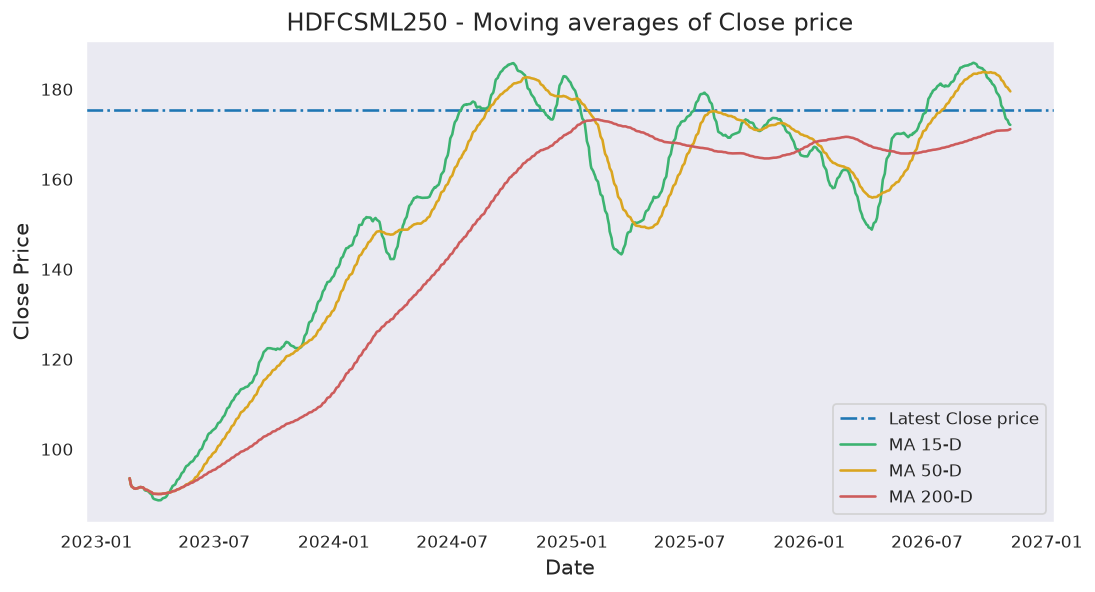 HDFCSML250 - Moving averages of Close price
Close Price
180
160
140
120
100
Latest Close price
MA 15-D
MA 50-D
MA 200-D
2023-01 2023-07 2024-01 2024-07 2025-01 2025-07 2026-01 2026-07 2027-01
Date